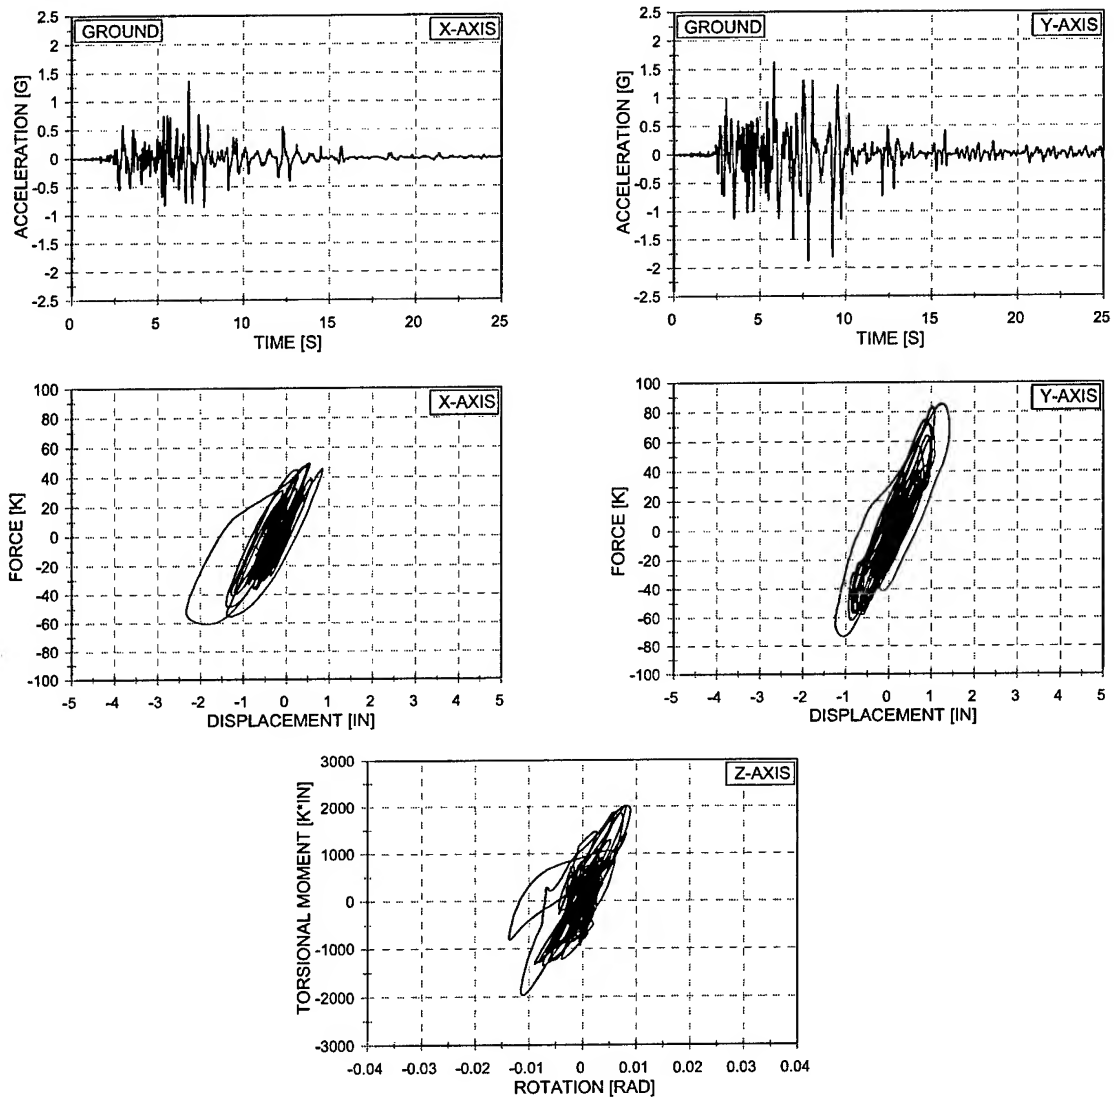 GROUND
X-AXIS
2.5
2
1.5
1
0.5
0
-0.5
-1
-1.5
-2
-2.5
ACCELERATION [G]
0 5 10 15 20 25
TIME [S]
GROUND
Y-AXIS
2.5
2
1.5
1
0.5
0
-0.5
-1
-1.5
-2
-2.5
ACCELERATION [G]
0 5 10 15 20 25
TIME [S]
X-AXIS
100
80
60
40
20
0
-20
-40
-60
-80
-100
FORCE [K]
-5 -4 -3 -2 -1 0 1 2 3 4 5
DISPLACEMENT [IN]
Y-AXIS
100
80
60
40
20
0
-20
-40
-60
-80
-100
FORCE [K]
-5 -4 -3 -2 -1 0 1 2 3 4 5
DISPLACEMENT [IN]
Z-AXIS
3000
2000
1000
0
-1000
-2000
-3000
TORSIONAL MOMENT [K*IN]
-0.04 -0.03 -0.02 -0.01 0 0.01 0.02 0.03 0.04
ROTATION [RAD]